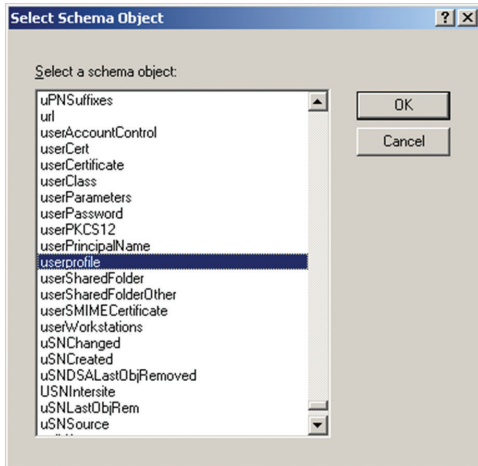 Select Schema Object
Select a schema object:
uPNSuffixes
url
userAccountControl
userCert
userCertificate
userClass
userParameters
userPassword
userPKCS12
userPrincipalName
userprofile
userSharedFolder
userSharedFolderOther
userSMIMECertificate
userWorkstations
uSNChanged
uSNCreated
uSNDSALastObjRemoved
USNIntersite
uSNLastObjRem
uSNSource
OK
Cancel